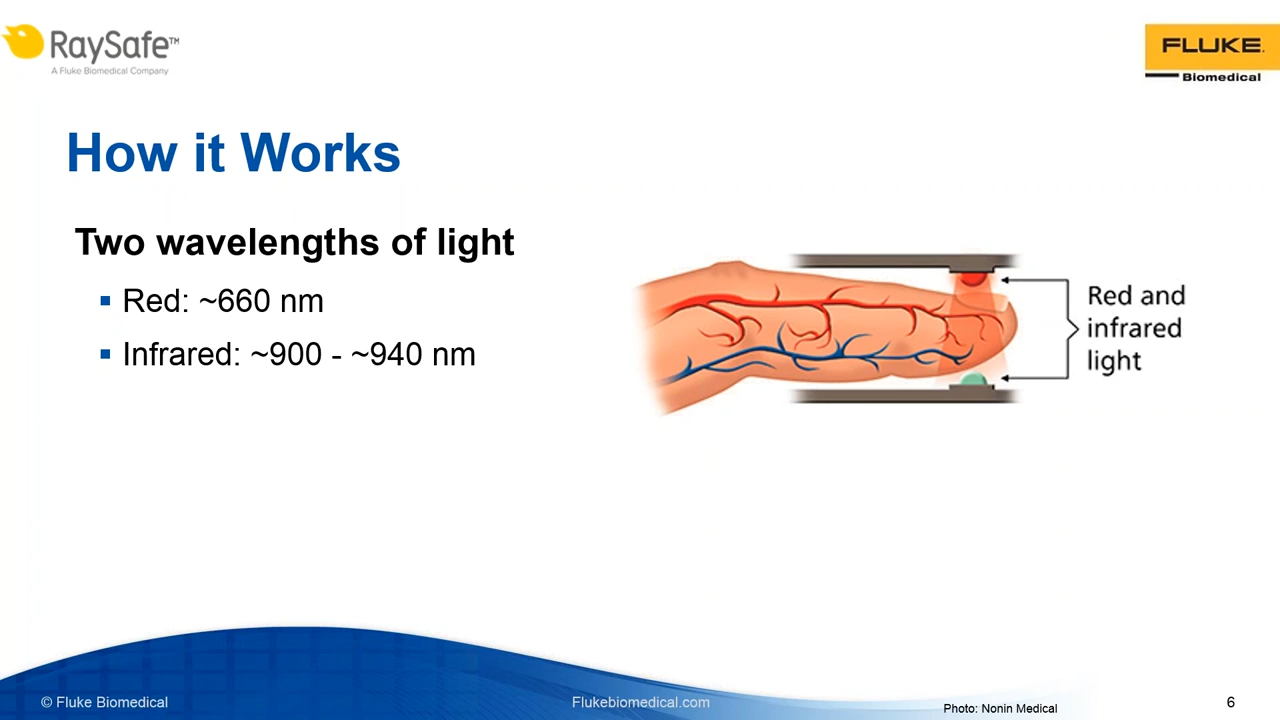 RaySafe™
A Fluke Biomedical Company
FLUKE®
Biomedical
How it Works
Two wavelengths of light
▪ Red: ~660 nm
▪ Infrared: ~900 - ~940 nm
Red and
infrared
light
© Fluke Biomedical
Flukebiomedical.com
Photo: Nonin Medical
6